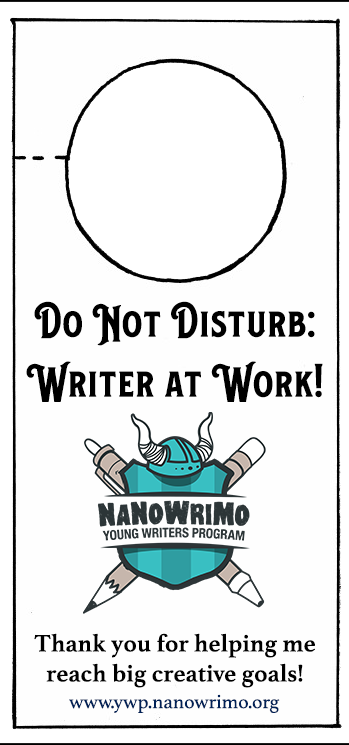 Do Not Disturb:
Writer at Work!
NaNoWriMo
YOUNG WRITERS PROGRAM
Thank you for helping me
reach big creative goals!
www.ywp.nanowrimo.org